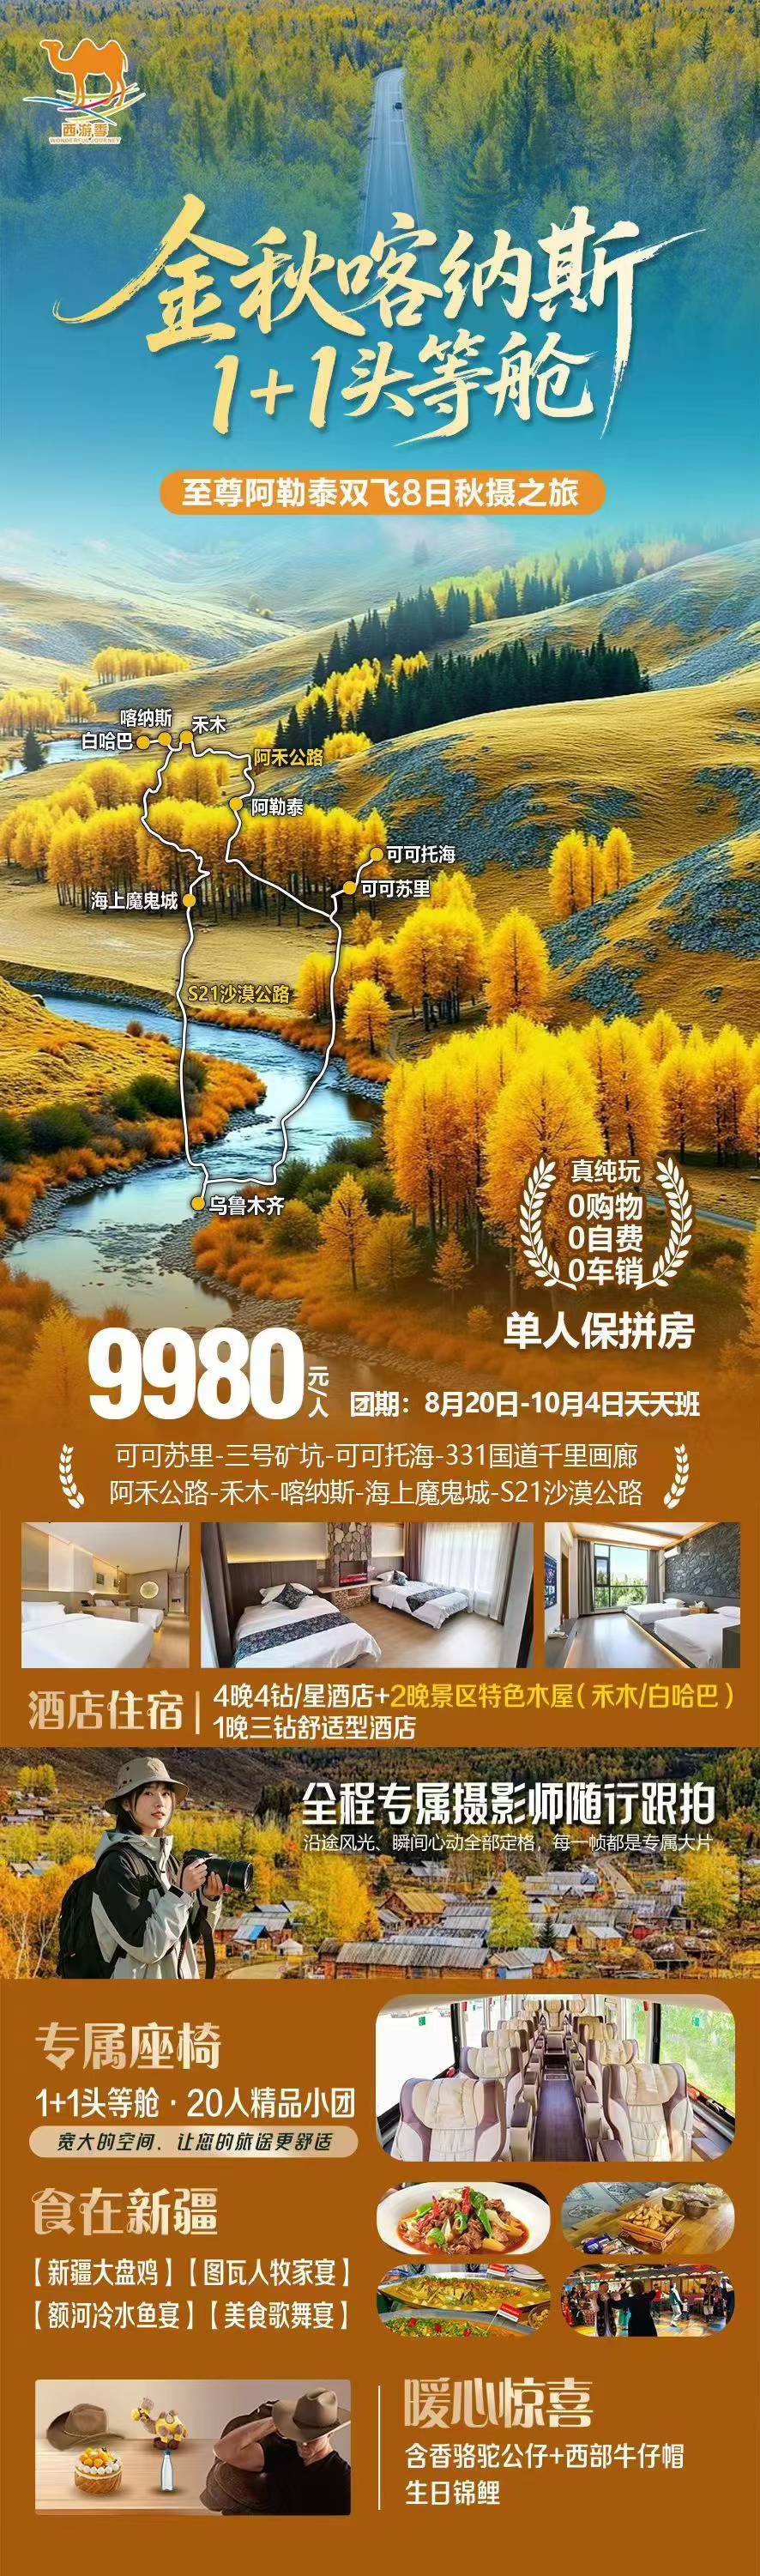 西游雪
WONDERFUL JOURNEY
金秋喀纳斯
1+1头等舱
至尊阿勒泰双飞8日秋摄之旅
喀纳斯
禾木
白哈巴
阿禾公路
阿勒泰
可可托海
可可苏里
海上魔鬼城
S21沙漠公路
乌鲁木齐
真纯玩
0购物
0自费
0车销
单人保拼房
9980元/人
团期：8月20日-10月4日天天班
可可苏里-三号矿坑-可可托海-331国道千里画廊
阿禾公路-禾木-喀纳斯-海上魔鬼城-S21沙漠公路
酒店住宿
4晚4钻/星酒店+2晚景区特色木屋（禾木/白哈巴）
1晚三钻舒适型酒店
全程专属摄影师随行跟拍
沿途风光、瞬间心动全部定格，每一帧都是专属大片
专属座椅
1+1头等舱·20人精品小团
宽大的空间，让您的旅途更舒适
食在新疆
【新疆大盘鸡】【图瓦人牧家宴】
【额河冷水鱼宴】【美食歌舞宴】
暖心惊喜
含香骆驼公仔+西部牛仔帽
生日锦鲤